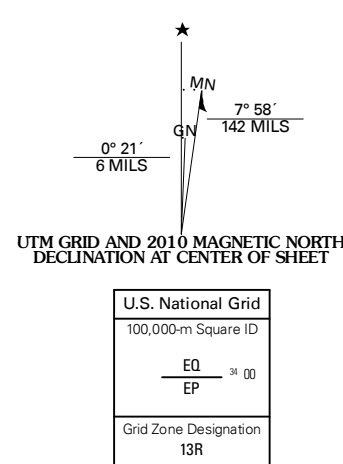 ★
MN
7° 58´
142 MILS
GN
0° 21´
6 MILS
UTM GRID AND 2010 MAGNETIC NORTH
DECLINATION AT CENTER OF SHEET
U.S. National Grid
100,000-m Square ID
EQ
34 00
EP
Grid Zone Designation
13R